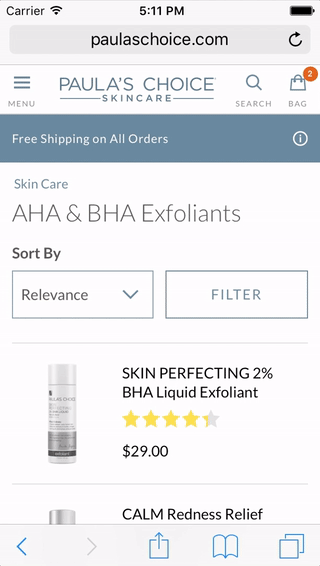 Carrier 5:11 PM
paulaschoice.com
MENU
PAULA'S CHOICE
SKINCARE
SEARCH
2
BAG
Free Shipping on All Orders
Skin Care
AHA & BHA Exfoliants
Sort By
Relevance
FILTER
SKIN PERFECTING 2%
BHA Liquid Exfoliant
$29.00
CALM Redness Relief